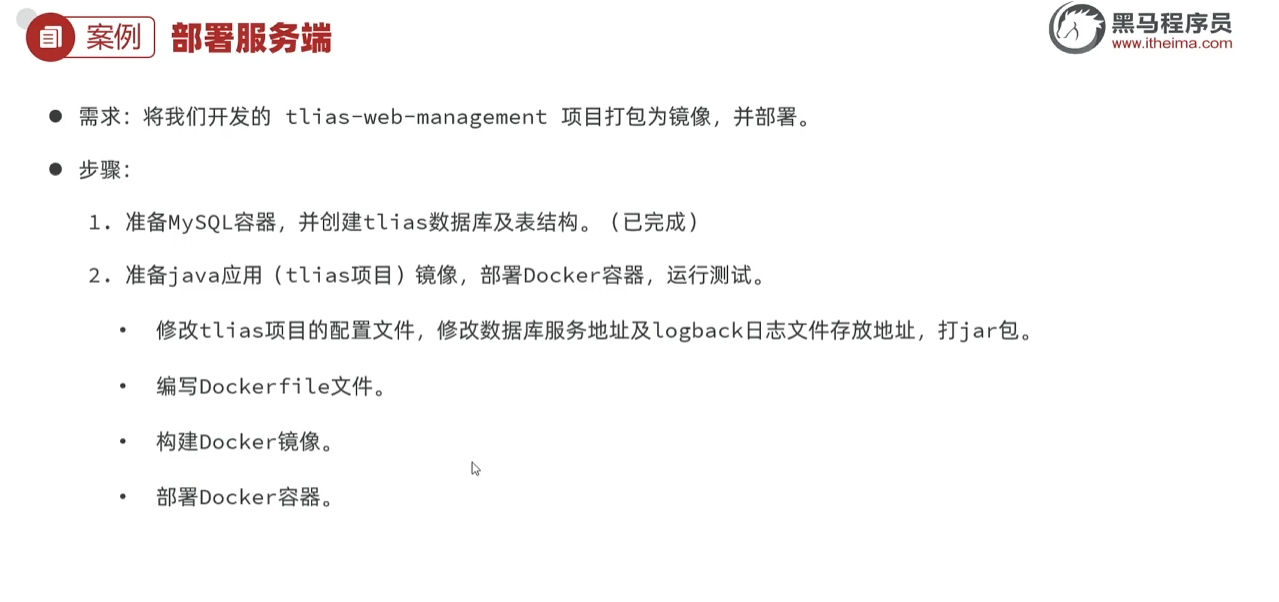 案例 部署服务端
黑马程序员
www.itheima.com
● 需求：将我们开发的 tlias-web-management 项目打包为镜像，并部署。
● 步骤：
1. 准备MySQL容器，并创建tlias数据库及表结构。（已完成）
2. 准备java应用（tlias项目）镜像，部署Docker容器，运行测试。
• 修改tlias项目的配置文件，修改数据库服务地址及logback日志文件存放地址，打jar包。
• 编写Dockerfile文件。
• 构建Docker镜像。
• 部署Docker容器。